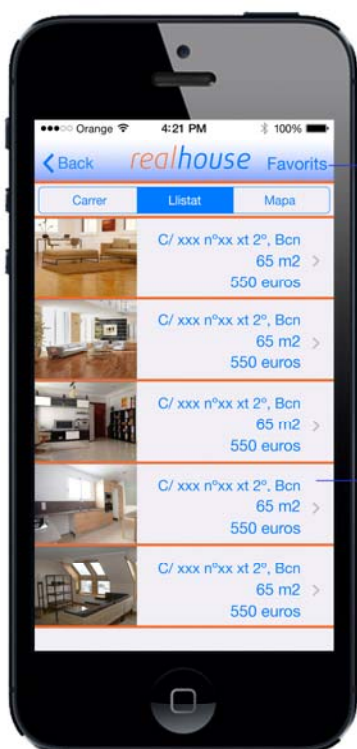 Orange 4:21 PM 100%
Back realhouse Favorits
Carrer Llistat Mapa
C/ xxx nºxx xt 2º, Bcn
65 m2
550 euros
C/ xxx nºxx xt 2º, Bcn
65 m2
550 euros
C/ xxx nºxx xt 2º, Bcn
65 m2
550 euros
C/ xxx nºxx xt 2º, Bcn
65 m2
550 euros
C/ xxx nºxx xt 2º, Bcn
65 m2
550 euros